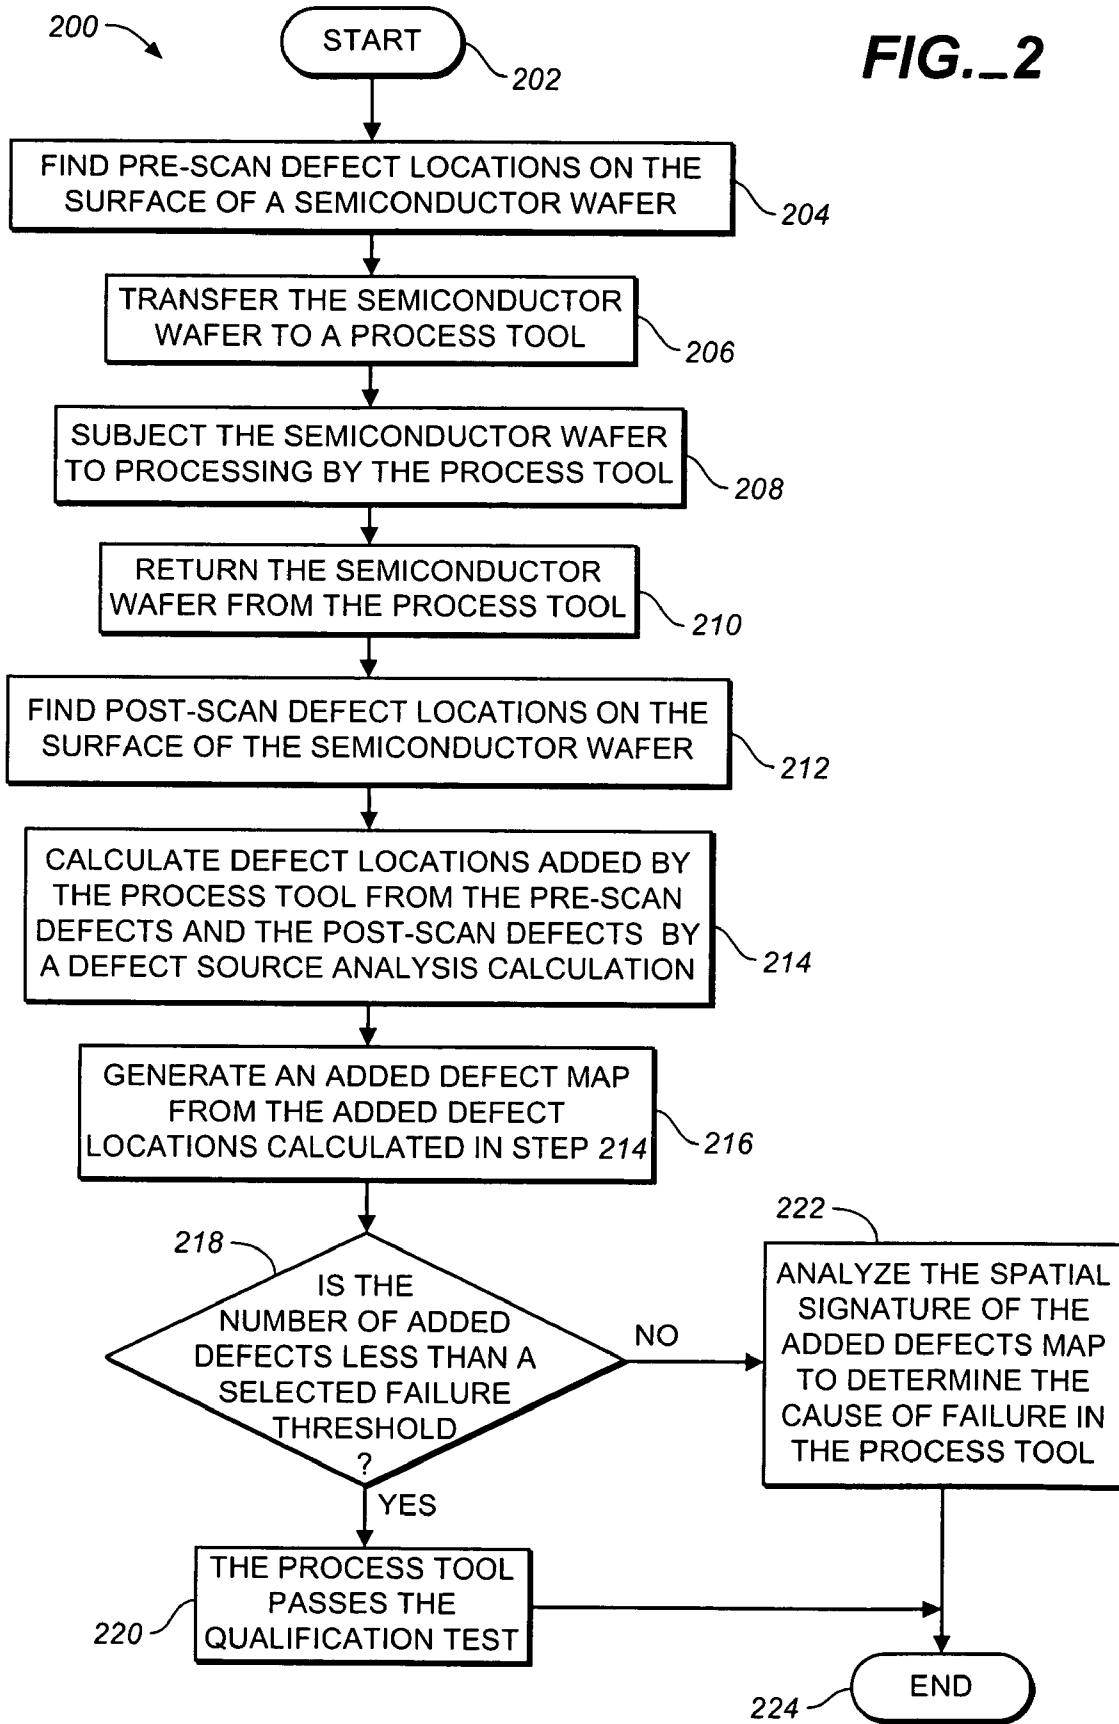 200
START
FIG._2
202
FIND PRE-SCAN DEFECT LOCATIONS ON THE
SURFACE OF A SEMICONDUCTOR WAFER
204
TRANSFER THE SEMICONDUCTOR
WAFER TO A PROCESS TOOL
206
SUBJECT THE SEMICONDUCTOR WAFER
TO PROCESSING BY THE PROCESS TOOL
208
RETURN THE SEMICONDUCTOR
WAFER FROM THE PROCESS TOOL
210
FIND POST-SCAN DEFECT LOCATIONS ON THE
SURFACE OF THE SEMICONDUCTOR WAFER
212
CALCULATE DEFECT LOCATIONS ADDED BY
THE PROCESS TOOL FROM THE PRE-SCAN
DEFECTS AND THE POST-SCAN DEFECTS BY
A DEFECT SOURCE ANALYSIS CALCULATION
214
GENERATE AN ADDED DEFECT MAP
FROM THE ADDED DEFECT
LOCATIONS CALCULATED IN STEP 214
216
218
IS THE
NUMBER OF ADDED
DEFECTS LESS THAN A
SELECTED FAILURE
THRESHOLD
?
NO
YES
222
ANALYZE THE SPATIAL
SIGNATURE OF THE
ADDED DEFECTS MAP
TO DETERMINE THE
CAUSE OF FAILURE IN
THE PROCESS TOOL
THE PROCESS TOOL
PASSES THE
QUALIFICATION TEST
220
END
224